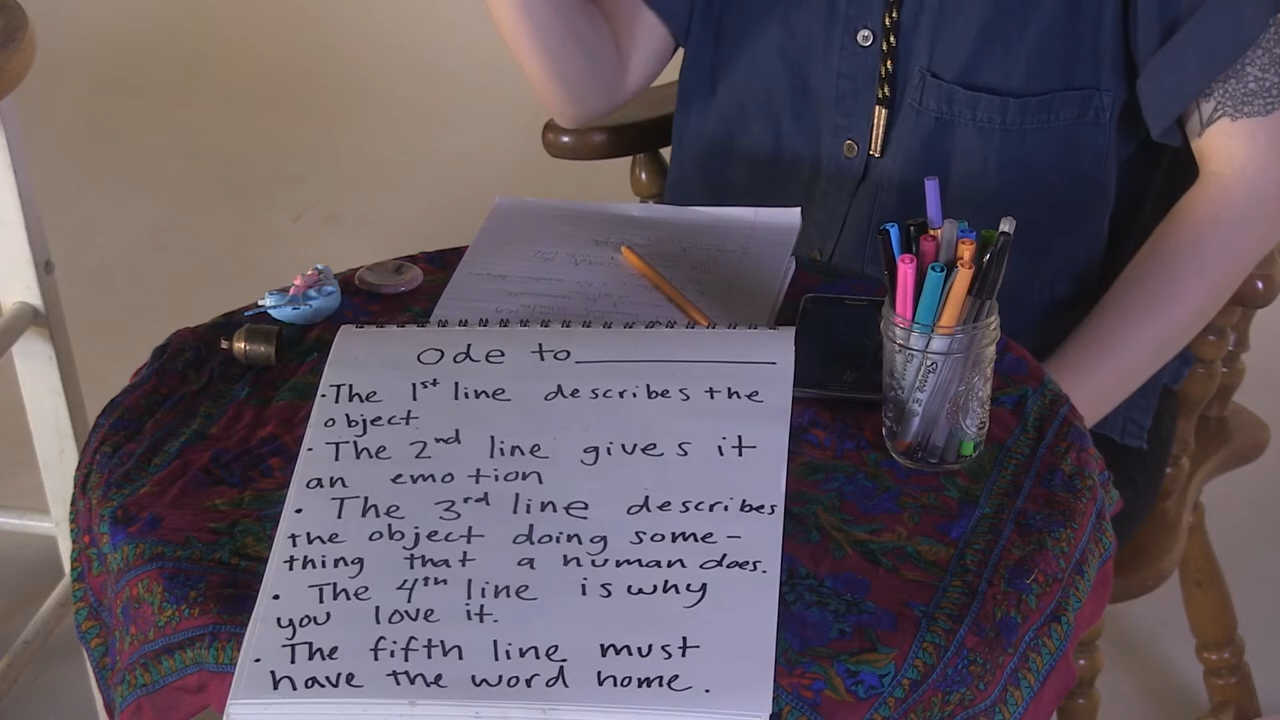 Ode to__________
·The 1st line describes the
object
·The 2nd line gives it
an emotion
·The 3rd line describes
the object doing some-
thing that a human does.
·The 4th line is why
you love it.
·The fifth line must
have the word home.
Sharpie